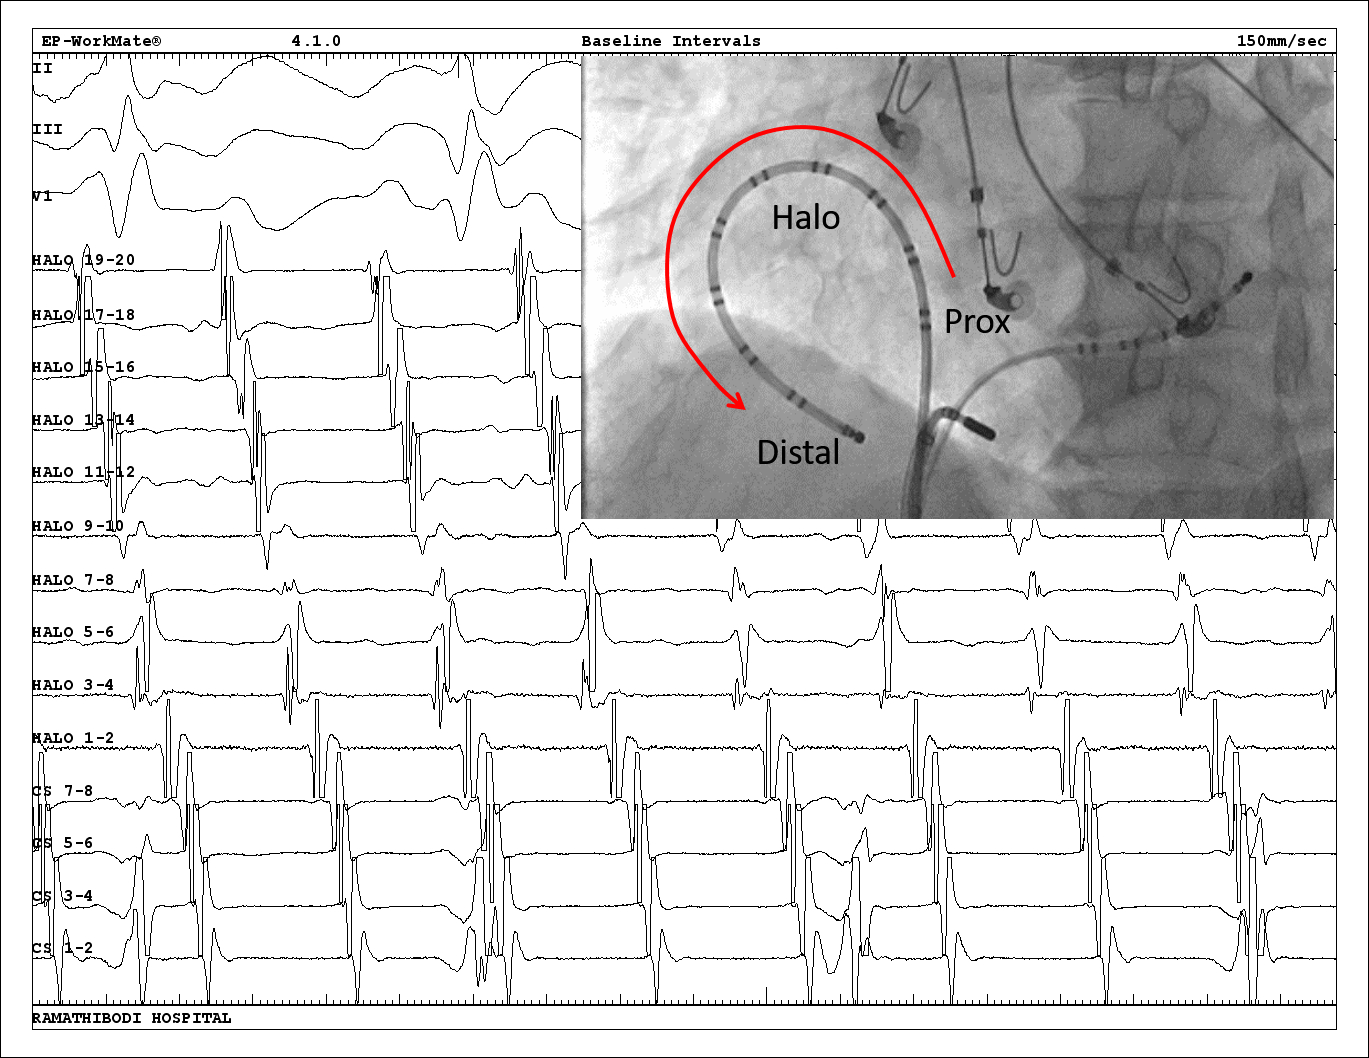 EP-WorkMate® 4.1.0 Baseline Intervals 150mm/sec
II
III
V1
HALO 19-20
HALO 17-18
HALO 15-16
HALO 13-14
HALO 11-12
HALO 9-10
HALO 7-8
HALO 5-6
HALO 3-4
HALO 1-2
CS 7-8
CS 5-6
CS 3-4
CS 1-2
Halo
Prox
Distal
RAMATHIBODI HOSPITAL